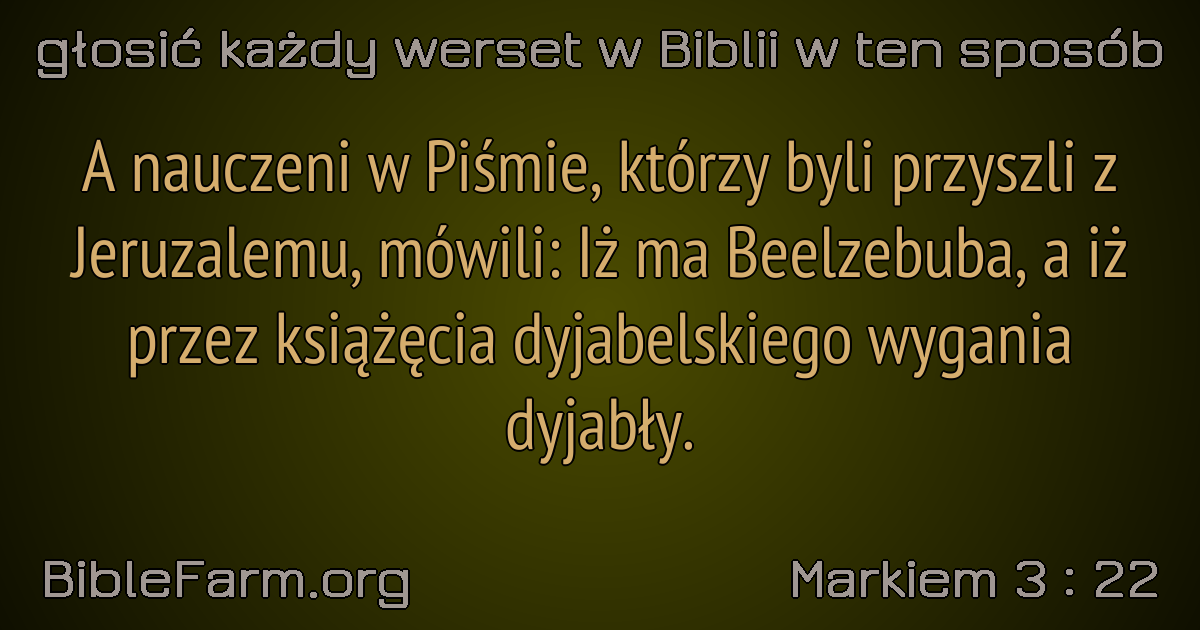 głosić każdy werset w Biblii w ten sposób
A nauczeni w Piśmie, którzy byli przyszli z
Jeruzalemu, mówili: Iż ma Beelzebuba, a iż
przez książęcia dyjabelskiego wygania
dyjabły.
BibleFarm.org
Markiem 3 : 22